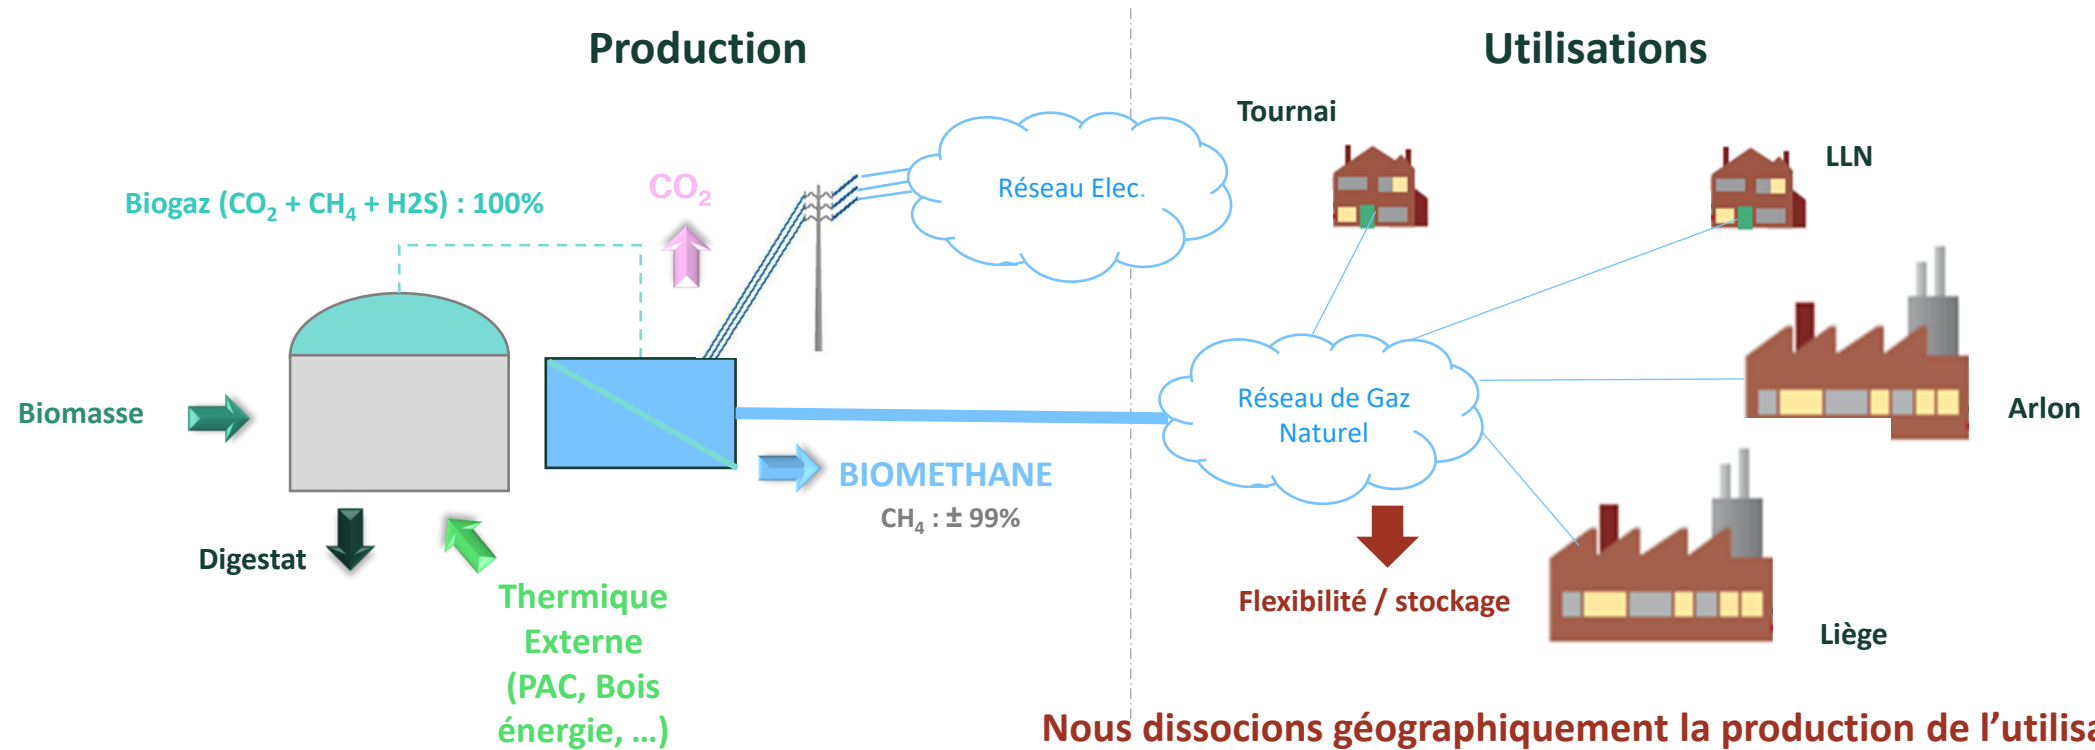 Production
Utilisations
Tournai
LLN
Biogaz (CO₂ + CH₄ + H2S) : 100%
CO₂
Réseau Elec.
Biomasse
Réseau de Gaz
Naturel
Arlon
BIOMETHANE
CH₄ : ± 99%
Digestat
Thermique
Externe
(PAC, Bois
énergie, ...)
Flexibilité / stockage
Liège
Nous dissocions géographiquement la production de l’utilisa